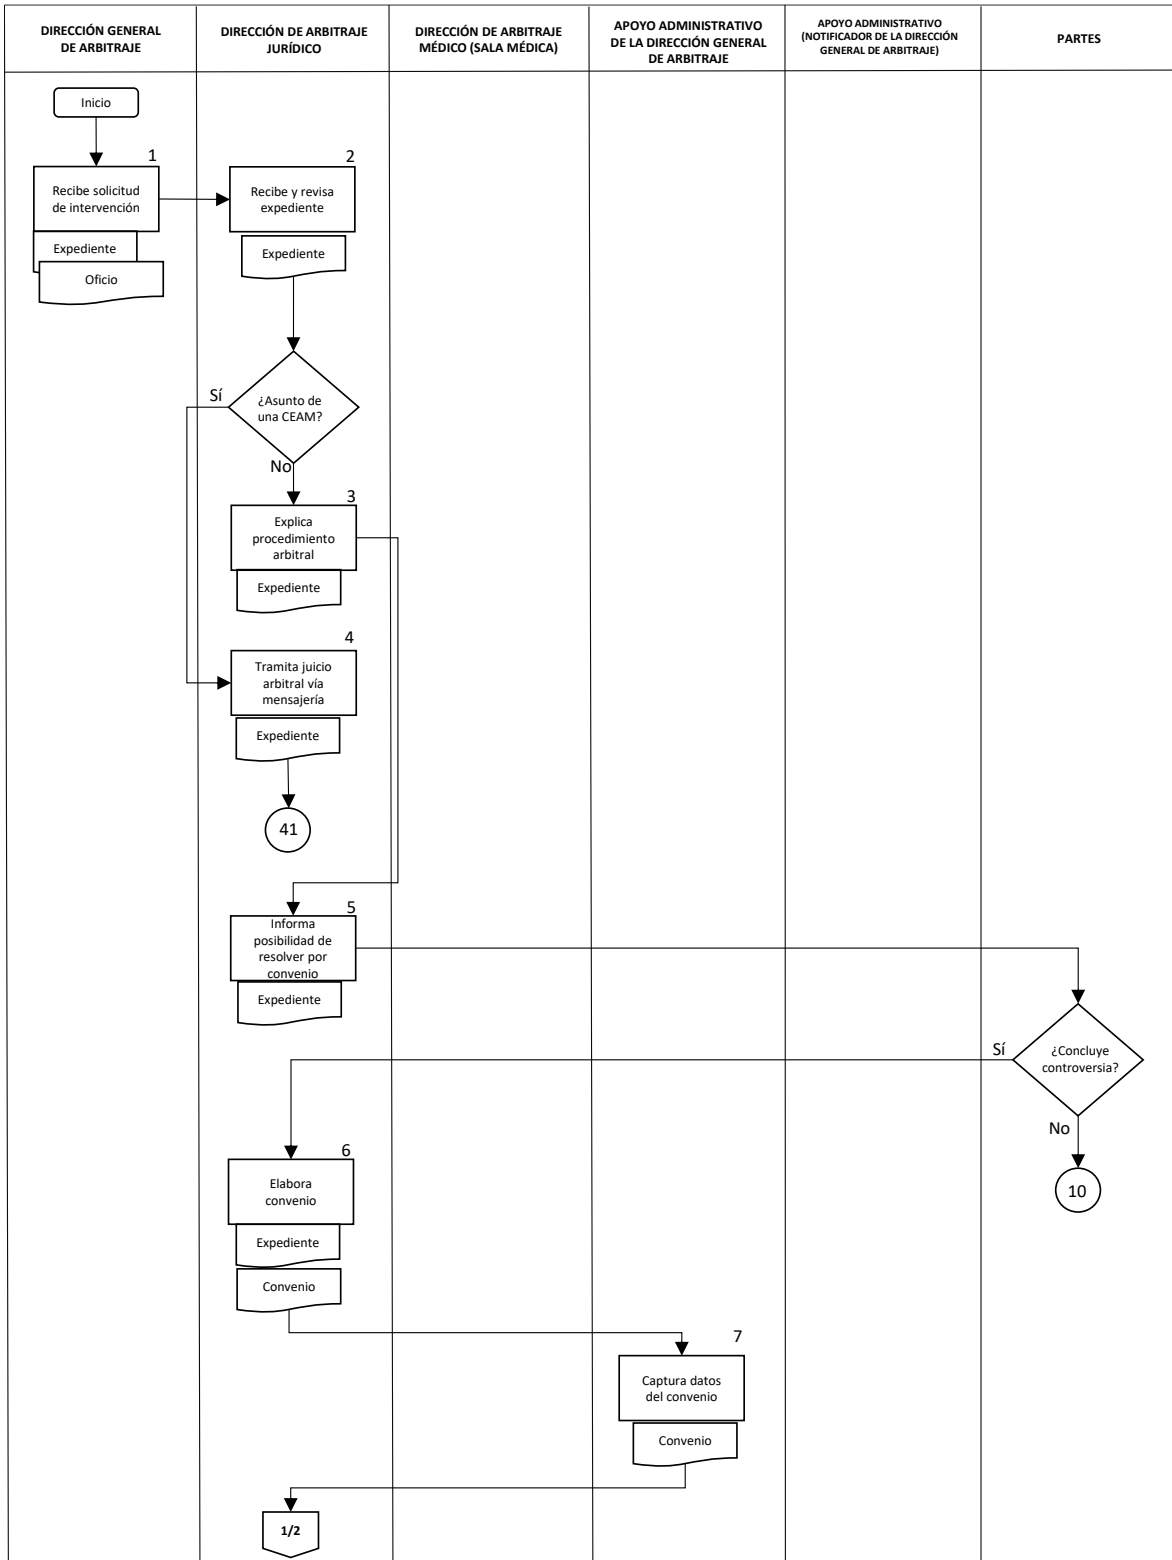 DIRECCIÓN GENERAL
DE ARBITRAJE
DIRECCIÓN DE ARBITRAJE
JURÍDICO
DIRECCIÓN DE ARBITRAJE
MÉDICO (SALA MÉDICA)
APOYO ADMINISTRATIVO
DE LA DIRECCIÓN GENERAL
DE ARBITRAJE
APOYO ADMINISTRATIVO
(NOTIFICADOR DE LA DIRECCIÓN
GENERAL DE ARBITRAJE)
PARTES
Inicio
1
Recibe solicitud
de intervención
Expediente
Oficio
2
Recibe y revisa
expediente
Expediente
¿Asunto de
una CEAM?
Sí
No
3
Explica
procedimiento
arbitral
Expediente
4
Tramita juicio
arbitral vía
mensajería
Expediente
41
5
Informa
posibilidad de
resolver por
convenio
Expediente
¿Concluye
controversia?
Sí
No
10
6
Elabora
convenio
Expediente
Convenio
7
Captura datos
del convenio
Convenio
1/2